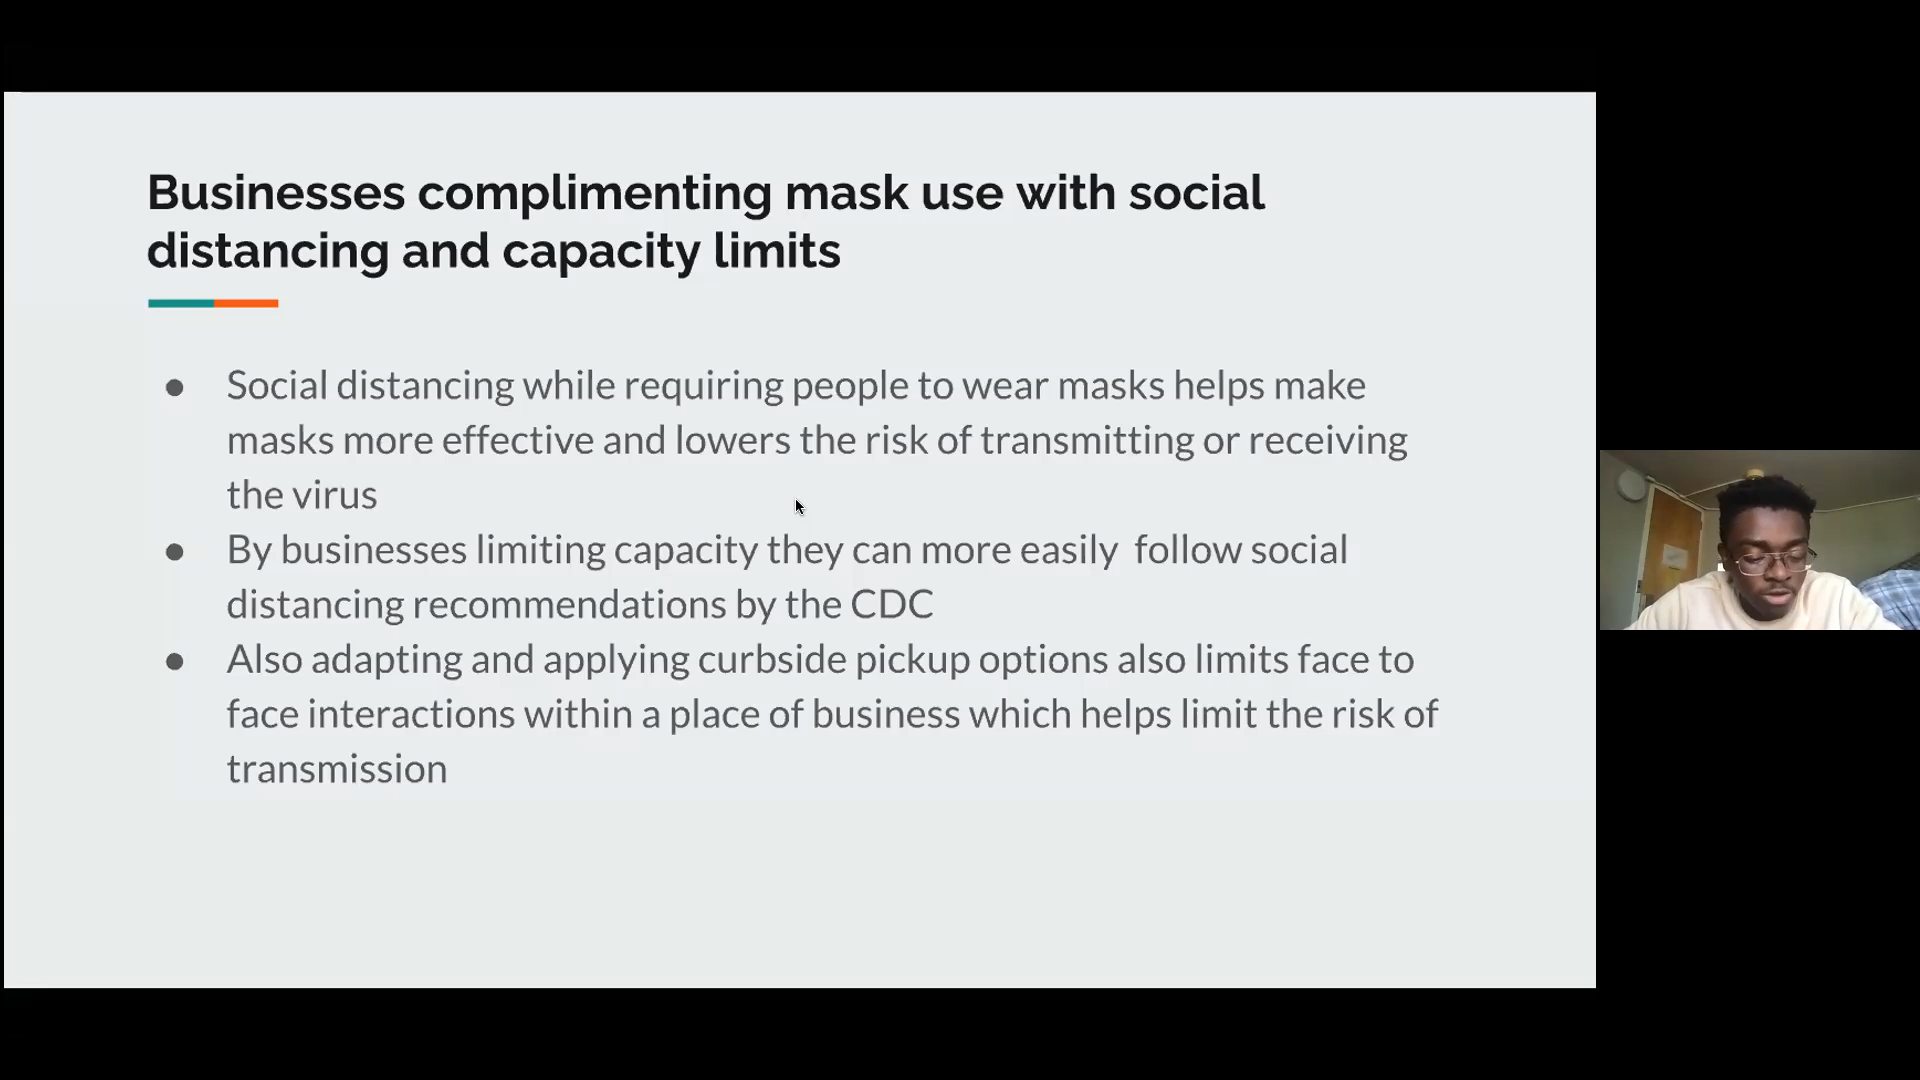 Businesses complimenting mask use with social
distancing and capacity limits
● Social distancing while requiring people to wear masks helps make
masks more effective and lowers the risk of transmitting or receiving
the virus
● By businesses limiting capacity they can more easily  follow social
distancing recommendations by the CDC
● Also adapting and applying curbside pickup options also limits face to
face interactions within a place of business which helps limit the risk of
transmission